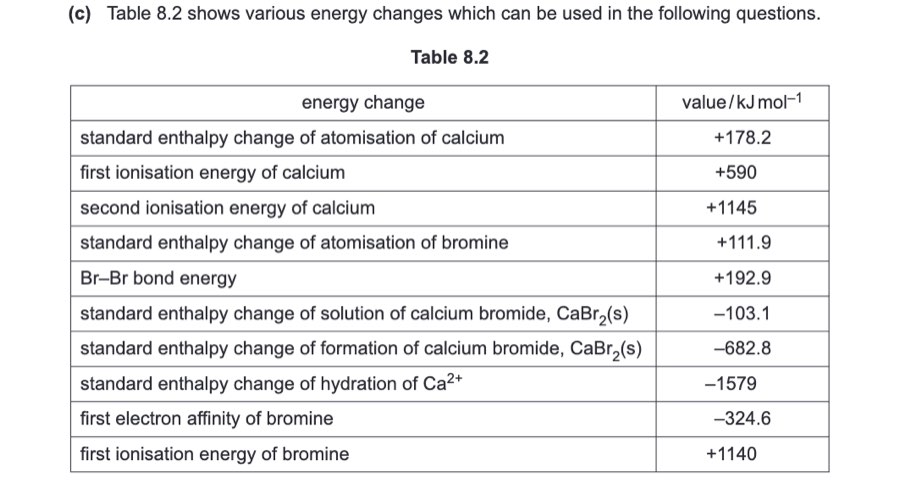 (c) Table 8.2 shows various energy changes which can be used in the following questions.
Table 8.2
energy change value/kJ mol–1
standard enthalpy change of atomisation of calcium +178.2
first ionisation energy of calcium +590
second ionisation energy of calcium +1145
standard enthalpy change of atomisation of bromine +111.9
Br–Br bond energy +192.9
standard enthalpy change of solution of calcium bromide, CaBr2(s) –103.1
standard enthalpy change of formation of calcium bromide, CaBr2(s) –682.8
standard enthalpy change of hydration of Ca2+ –1579
first electron affinity of bromine –324.6
first ionisation energy of bromine +1140